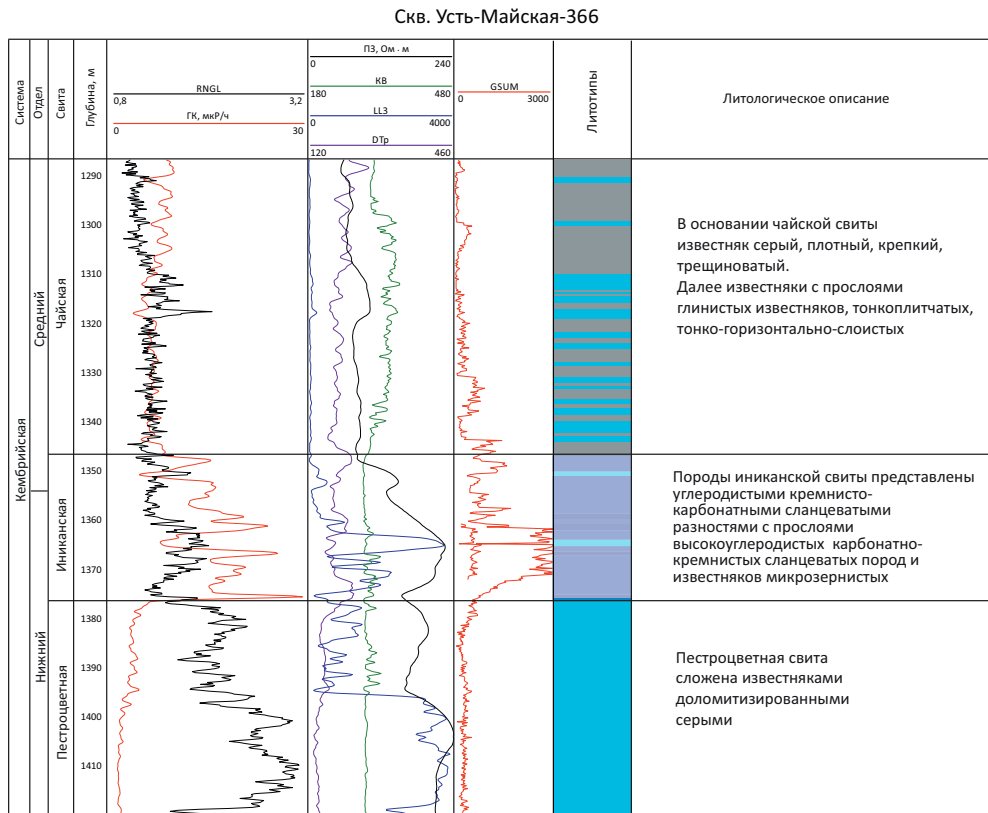 Скв. Усть-Майская-366
Система
Отдел
Свита
Глубина, м
RNGL
0,8 3,2
ГК, мкР/ч
0 30
ПЗ, Ом · м
0 240
КВ
180 480
LL3
0 4000
DTp
120 460
GSUM
0 3000
Литотипы
Литологическое описание
Кембрийская
Средний
Нижний
Чайская
Иниканская
Пестроцветная
1290
1300
1310
1320
1330
1340
1350
1360
1370
1380
1390
1400
1410
В основании чайской свиты
известняк серый, плотный, крепкий,
трещиноватый.
Далее известняки с прослоями
глинистых известняков, тонкоплитчатых,
тонко-горизонтально-слоистых
Породы иниканской свиты представлены
углеродистыми кремнисто-
карбонатными сланцеватыми
разностями с прослоями
высокоуглеродистых карбонатно-
кремнистых сланцеватых пород и
известняков микрозернистых
Пестроцветная свита
сложена известняками
доломитизированными
серыми